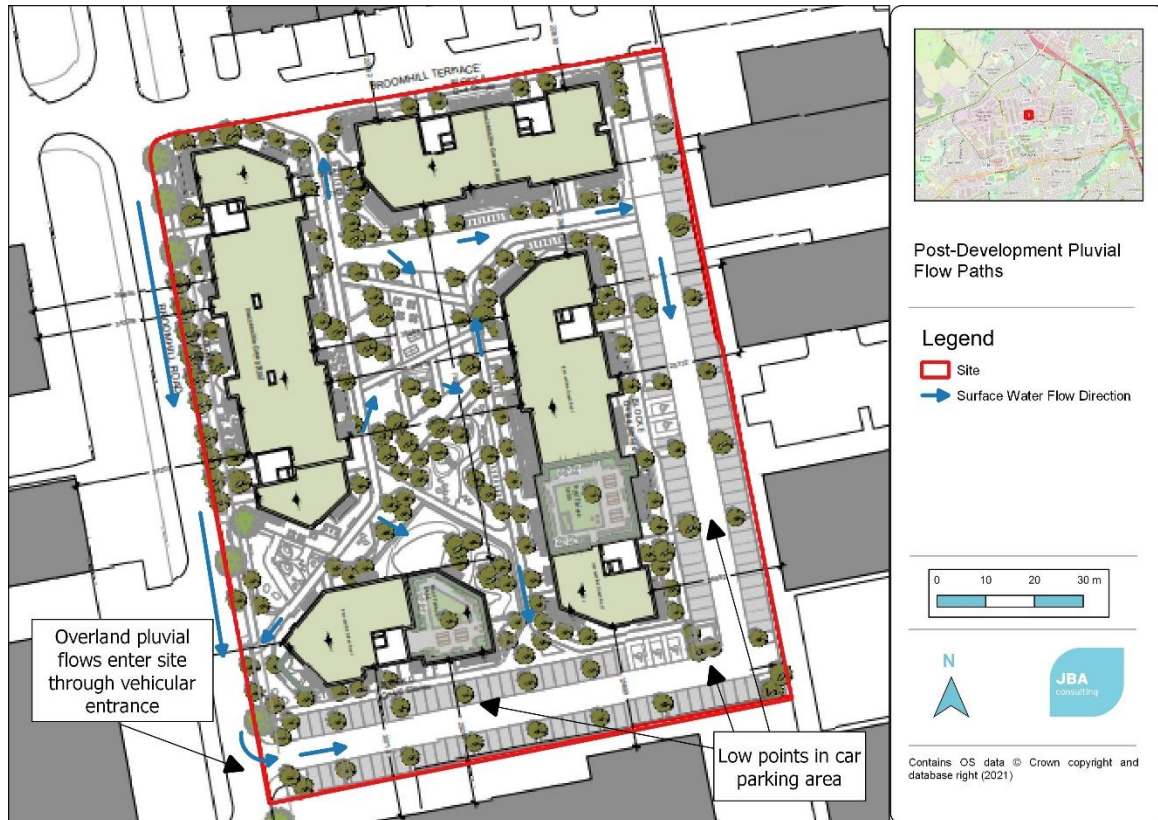 BROOMHILL TERRACE
BROOMHILL ROAD
Overland pluvial
flows enter site
through vehicular
entrance
Low points in car
parking area
Post-Development Pluvial
Flow Paths
Legend
Site
Surface Water Flow Direction
0 10 20 30 m
N
JBA
consulting
Contains OS data © Crown copyright and
database right (2021)